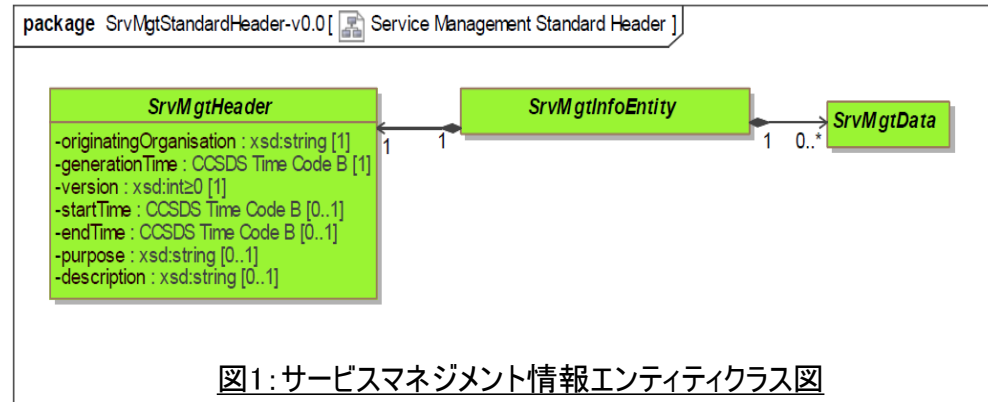 package SrvMgtStandardHeader-v0.0 [ Service Management Standard Header ]
SrvMgtHeader
-originatingOrganisation : xsd:string [1]
-generationTime : CCSDS Time Code B [1]
-version : xsd:int≥0 [1]
-startTime : CCSDS Time Code B [0..1]
-endTime : CCSDS Time Code B [0..1]
-purpose : xsd:string [0..1]
-description : xsd:string [0..1]
1
1
SrvMgtInfoEntity
1
0..*
SrvMgtData
図1：サービスマネジメント情報エンティティクラス図